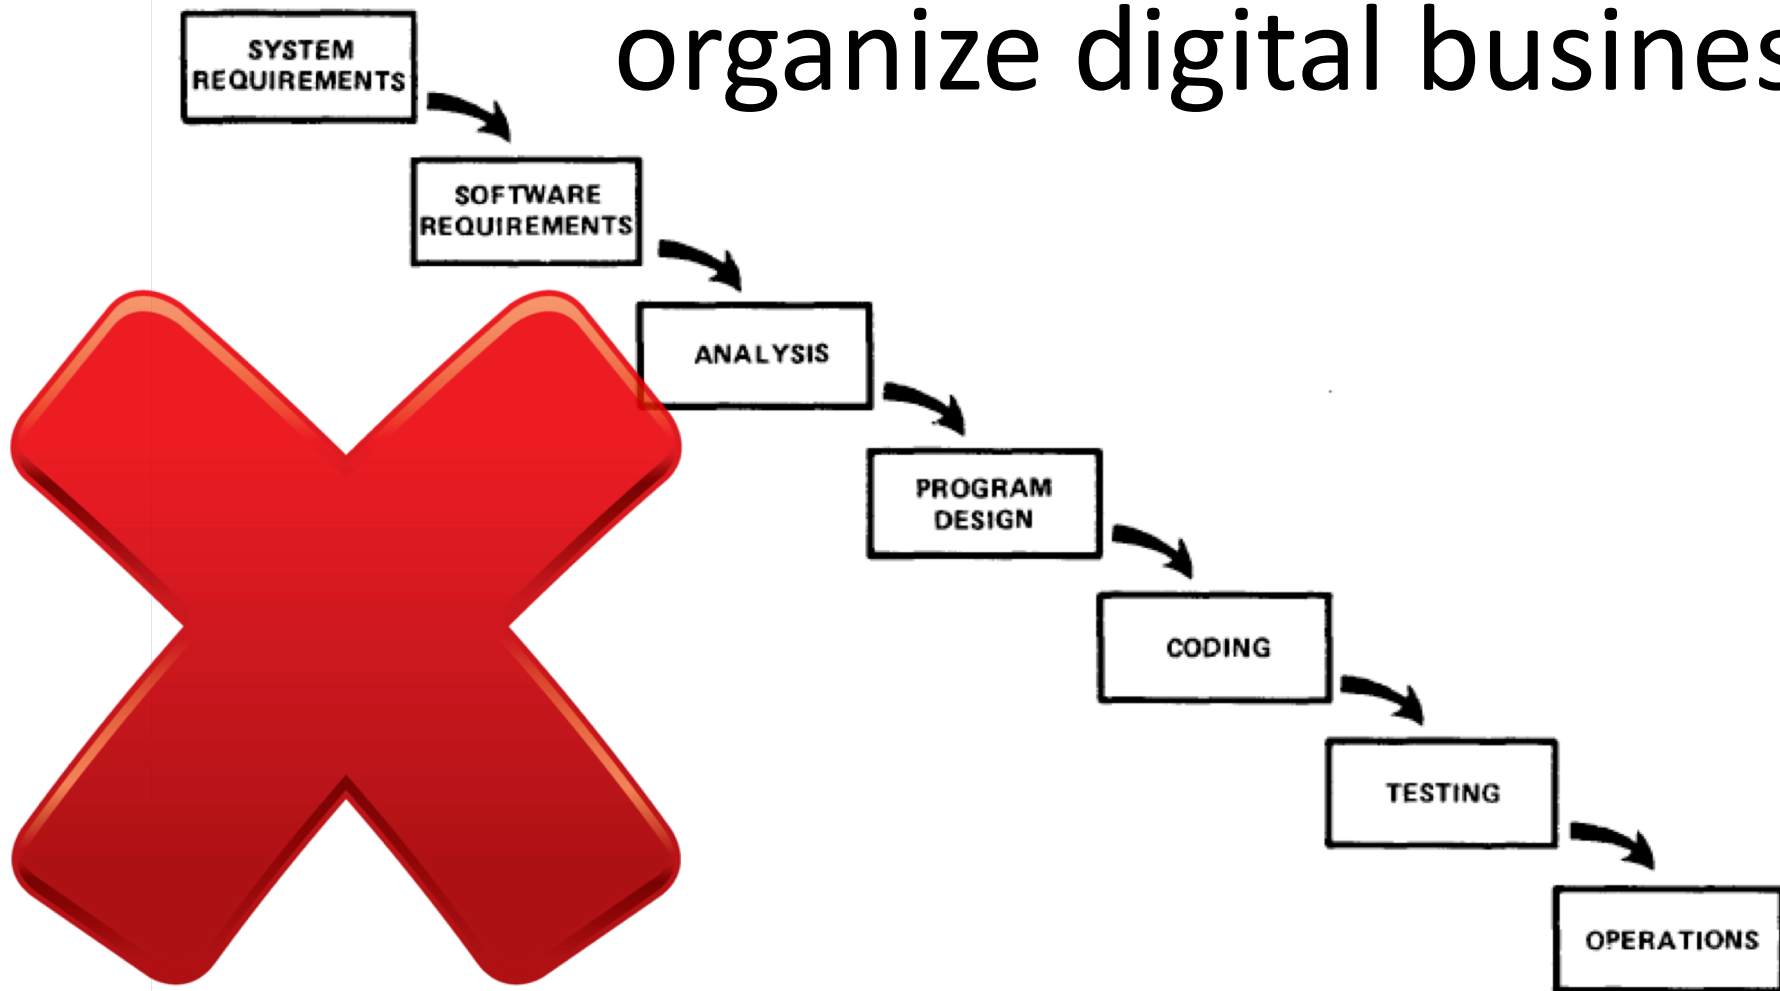 organize digital busines
SYSTEM
REQUIREMENTS
SOFTWARE
REQUIREMENTS
ANALYSIS
PROGRAM
DESIGN
CODING
TESTING
OPERATIONS